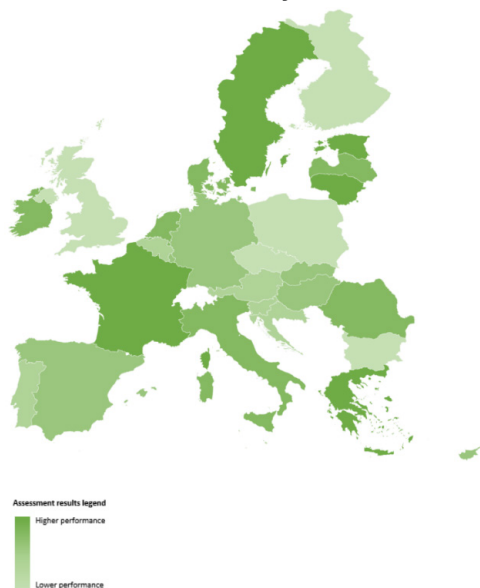 Assessment results legend
Higher performance
Lower performance